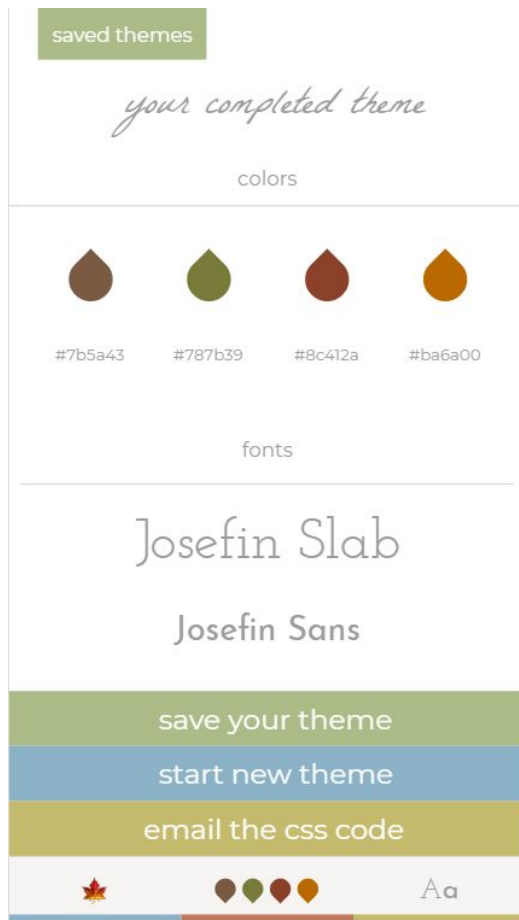 saved themes
your completed theme
colors
#7b5a43 #787b39 #8c412a #ba6a00
fonts
Josefin Slab
Josefin Sans
save your theme
start new theme
email the css code
Aa